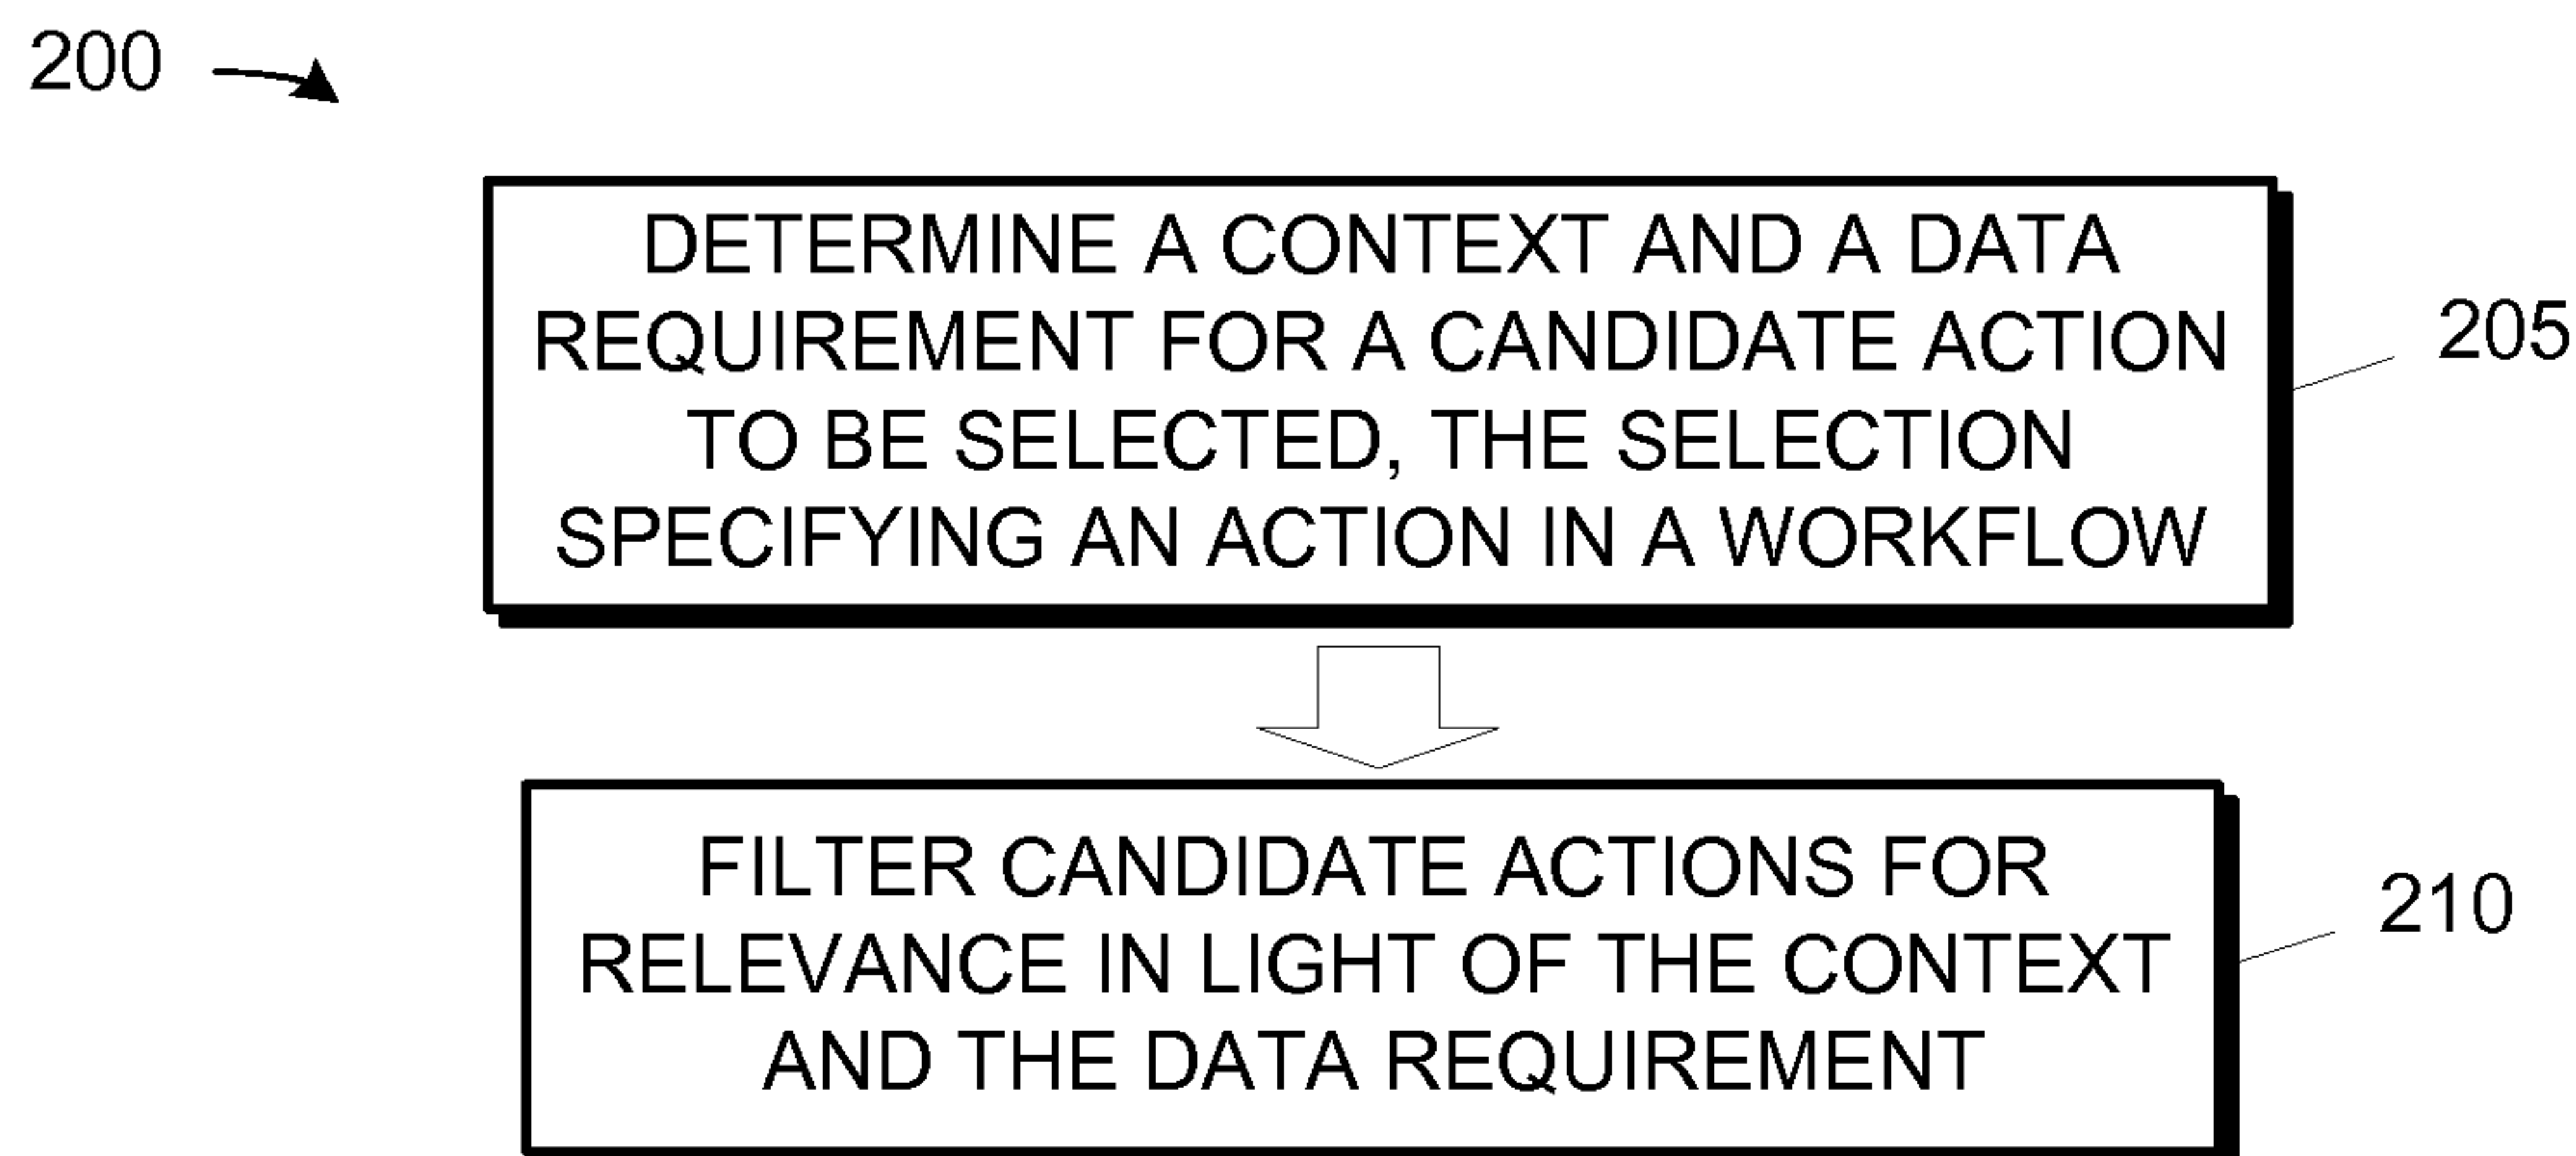 200
DETERMINE A CONTEXT AND A DATA
REQUIREMENT FOR A CANDIDATE ACTION
TO BE SELECTED, THE SELECTION
SPECIFYING AN ACTION IN A WORKFLOW
205
FILTER CANDIDATE ACTIONS FOR
RELEVANCE IN LIGHT OF THE CONTEXT
AND THE DATA REQUIREMENT
210